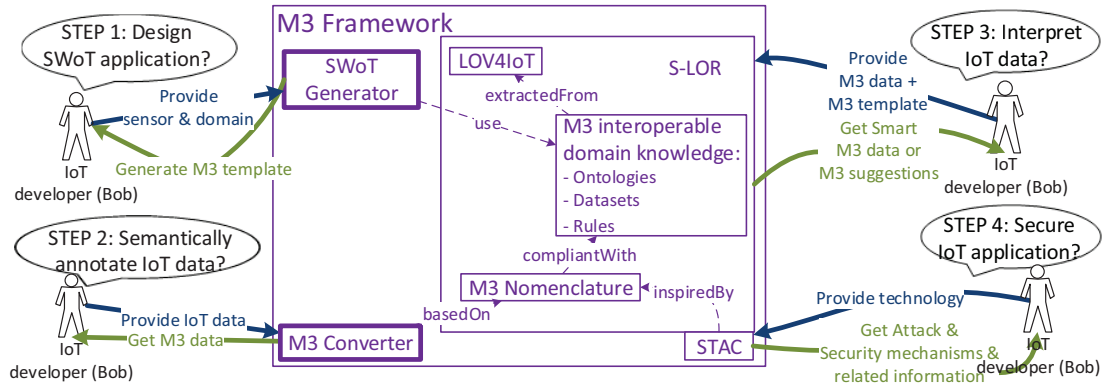 M3 Framework
STEP 1: Design
SWoT application?
Provide
sensor & domain
Generate M3 template
IoT
developer (Bob)
STEP 2: Semantically
annotate IoT data?
Provide IoT data
Get M3 data
IoT
developer (Bob)
SWoT
Generator
use
LOV4IoT
S-LOR
extractedFrom
M3 interoperable
domain knowledge:
- Ontologies
- Datasets
- Rules
compliantWith
M3 Nomenclature
basedOn
inspiredBy
M3 Converter
STAC
STEP 3: Interpret
IoT data?
Provide
M3 data +
M3 template
Get Smart
M3 data or
M3 suggestions
IoT
developer (Bob)
STEP 4: Secure
IoT application?
Provide technology
Get Attack &
Security mechanisms &
related information
IoT
developer (Bob)